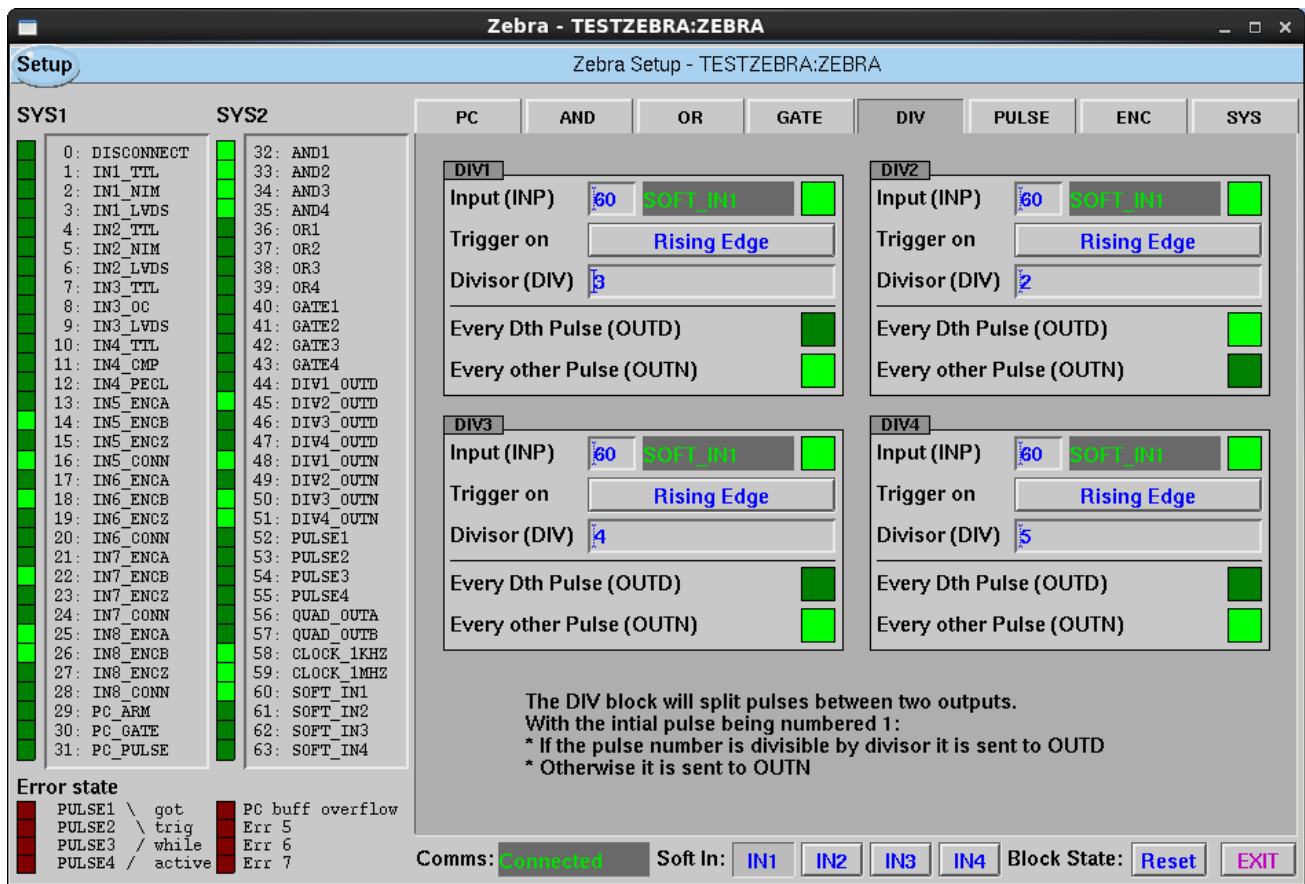 Zebra - TESTZEBRA:ZEBRA
Setup
Zebra Setup - TESTZEBRA:ZEBRA
SYS1
SYS2
0: DISCONNECT
1: IN1_TTL
2: IN1_NIM
3: IN1_LVDS
4: IN2_TTL
5: IN2_NIM
6: IN2_LVDS
7: IN3_TTL
8: IN3_OC
9: IN3_LVDS
10: IN4_TTL
11: IN4_CMP
12: IN4_PECL
13: IN5_ENCA
14: IN5_ENCB
15: IN5_ENCZ
16: IN5_CONN
17: IN6_ENCA
18: IN6_ENCB
19: IN6_ENCZ
20: IN6_CONN
21: IN7_ENCA
22: IN7_ENCB
23: IN7_ENCZ
24: IN7_CONN
25: IN8_ENCA
26: IN8_ENCB
27: IN8_ENCZ
28: IN8_CONN
29: PC_ARM
30: PC_GATE
31: PC_PULSE
32: AND1
33: AND2
34: AND3
35: AND4
36: OR1
37: OR2
38: OR3
39: OR4
40: GATE1
41: GATE2
42: GATE3
43: GATE4
44: DIV1_OUTD
45: DIV2_OUTD
46: DIV3_OUTD
47: DIV4_OUTD
48: DIV1_OUTN
49: DIV2_OUTN
50: DIV3_OUTN
51: DIV4_OUTN
52: PULSE1
53: PULSE2
54: PULSE3
55: PULSE4
56: QUAD_OUTA
57: QUAD_OUTB
58: CLOCK_1KHZ
59: CLOCK_1MHZ
60: SOFT_IN1
61: SOFT_IN2
62: SOFT_IN3
63: SOFT_IN4
Error state
PULSE1 \ got
PULSE2 \ trig
PULSE3 / while
PULSE4 / active
PC buff overflow
Err 5
Err 6
Err 7
PC AND OR GATE DIV PULSE ENC SYS
DIV1
Input (INP) 60 SOFT_IN1
Trigger on Rising Edge
Divisor (DIV) 3
Every Dth Pulse (OUTD)
Every other Pulse (OUTN)
DIV2
Input (INP) 60 SOFT_IN1
Trigger on Rising Edge
Divisor (DIV) 2
Every Dth Pulse (OUTD)
Every other Pulse (OUTN)
DIV3
Input (INP) 60 SOFT_IN1
Trigger on Rising Edge
Divisor (DIV) 4
Every Dth Pulse (OUTD)
Every other Pulse (OUTN)
DIV4
Input (INP) 60 SOFT_IN1
Trigger on Rising Edge
Divisor (DIV) 5
Every Dth Pulse (OUTD)
Every other Pulse (OUTN)
The DIV block will split pulses between two outputs.
With the intial pulse being numbered 1:
* If the pulse number is divisible by divisor it is sent to OUTD
* Otherwise it is sent to OUTN
Comms: Connected Soft In: IN1 IN2 IN3 IN4 Block State: Reset EXIT